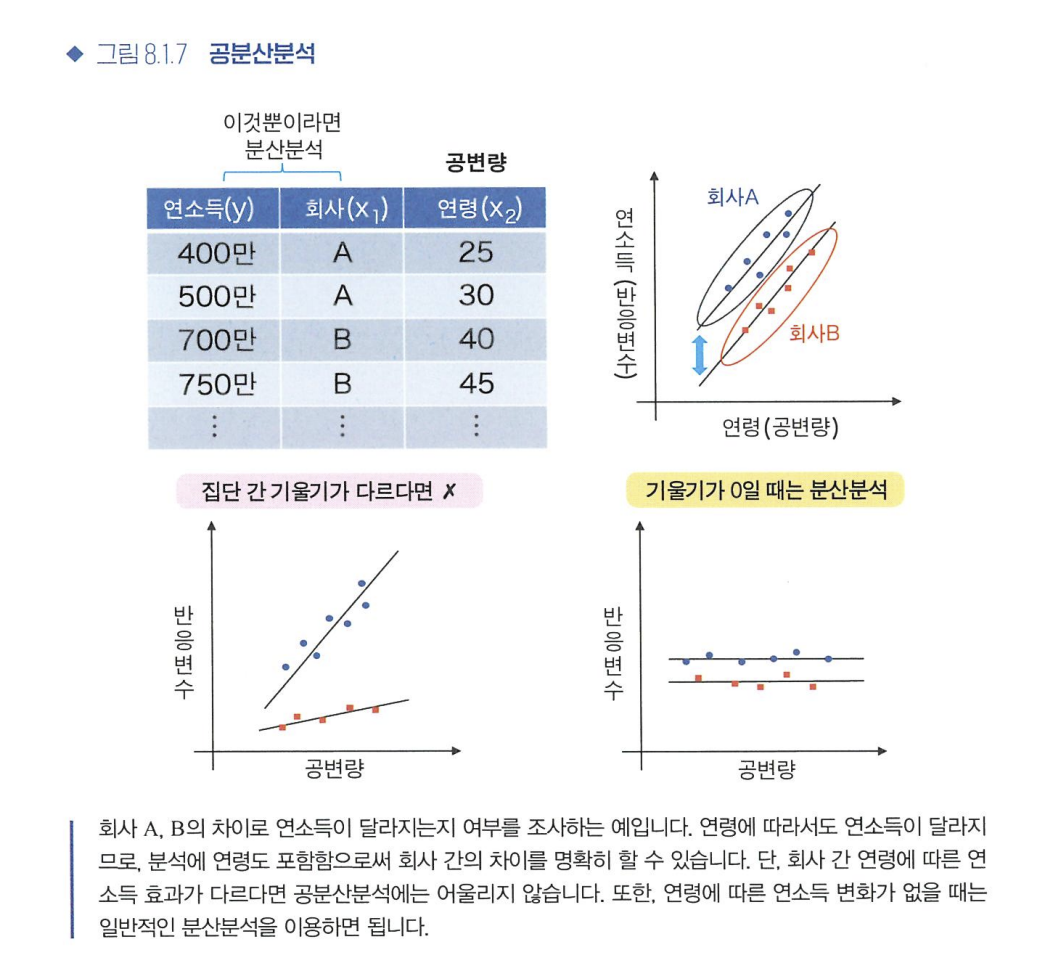 ◆ 그림 8.1.7 공분산분석
이것뿐이라면
분산분석
공변량
연소득(y) 회사(x₁) 연령(x₂)
400만 A 25
500만 A 30
700만 B 40
750만 B 45
⋮ ⋮ ⋮
연소득(반응변수)
회사A
회사B
연령(공변량)
집단 간 기울기가 다르다면 ✗
반응변수
공변량
기울기가 0일 때는 분산분석
반응변수
공변량
회사 A, B의 차이로 연소득이 달라지는지 여부를 조사하는 예입니다. 연령에 따라서도 연소득이 달라지
므로, 분석에 연령도 포함함으로써 회사 간의 차이를 명확히 할 수 있습니다. 단, 회사 간 연령에 따른 연
소득 효과가 다르다면 공분산분석에는 어울리지 않습니다. 또한, 연령에 따른 연소득 변화가 없을 때는
일반적인 분산분석을 이용하면 됩니다.